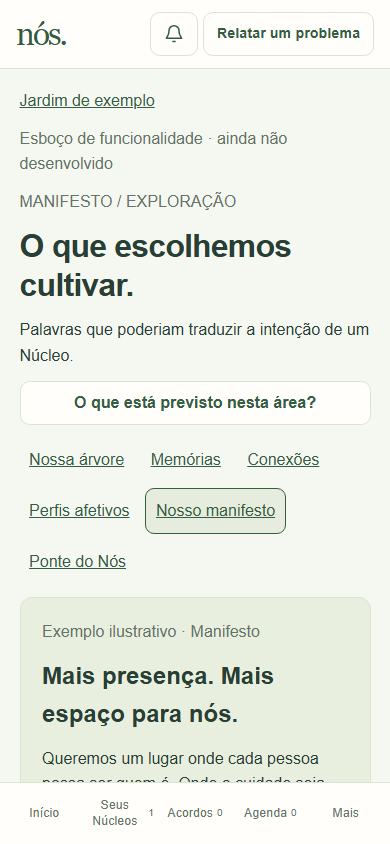 nós.
Relatar um problema
Jardim de exemplo
Esboço de funcionalidade · ainda não
desenvolvido
MANIFESTO / EXPLORAÇÃO
O que escolhemos
cultivar.
Palavras que poderiam traduzir a intenção de um
Núcleo.
O que está previsto nesta área?
Nossa árvore Memórias Conexões
Perfis afetivos Nosso manifesto
Ponte do Nós
Exemplo ilustrativo · Manifesto
Mais presença. Mais
espaço para nós.
Queremos um lugar onde cada pessoa
Início
Seus
Núcleos 1
Acordos 0
Agenda 0
Mais